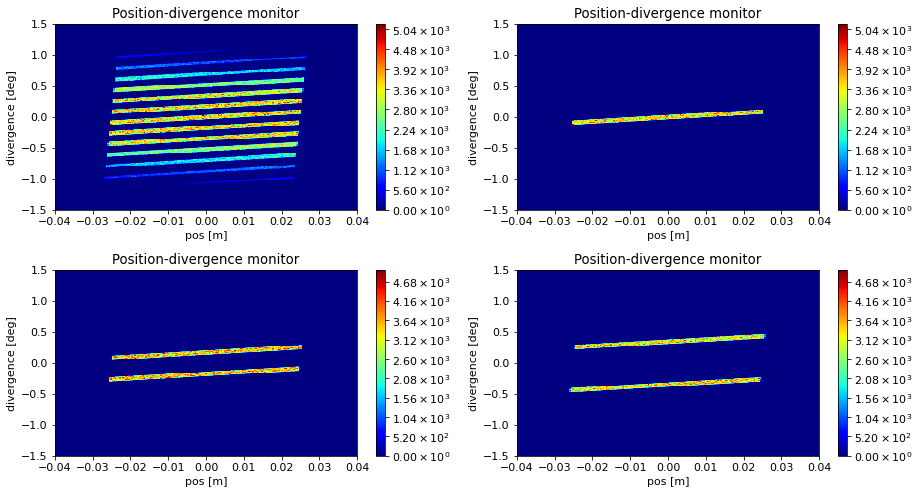 Position-divergence monitor
divergence [deg]
1.5
1.0
0.5
0.0
−0.5
−1.0
−1.5
−0.04 −0.03 −0.02 −0.01 0.00 0.01 0.02 0.03 0.04
pos [m]
5.04 × 10³
4.48 × 10³
3.92 × 10³
3.36 × 10³
2.80 × 10³
2.24 × 10³
1.68 × 10³
1.12 × 10³
5.60 × 10²
0.00 × 10⁰
Position-divergence monitor
divergence [deg]
1.5
1.0
0.5
0.0
−0.5
−1.0
−1.5
−0.04 −0.03 −0.02 −0.01 0.00 0.01 0.02 0.03 0.04
pos [m]
5.04 × 10³
4.48 × 10³
3.92 × 10³
3.36 × 10³
2.80 × 10³
2.24 × 10³
1.68 × 10³
1.12 × 10³
5.60 × 10²
0.00 × 10⁰
Position-divergence monitor
divergence [deg]
1.5
1.0
0.5
0.0
−0.5
−1.0
−1.5
−0.04 −0.03 −0.02 −0.01 0.00 0.01 0.02 0.03 0.04
pos [m]
4.68 × 10³
4.16 × 10³
3.64 × 10³
3.12 × 10³
2.60 × 10³
2.08 × 10³
1.56 × 10³
1.04 × 10³
5.20 × 10²
0.00 × 10⁰
Position-divergence monitor
divergence [deg]
1.5
1.0
0.5
0.0
−0.5
−1.0
−1.5
−0.04 −0.03 −0.02 −0.01 0.00 0.01 0.02 0.03 0.04
pos [m]
4.68 × 10³
4.16 × 10³
3.64 × 10³
3.12 × 10³
2.60 × 10³
2.08 × 10³
1.56 × 10³
1.04 × 10³
5.20 × 10²
0.00 × 10⁰